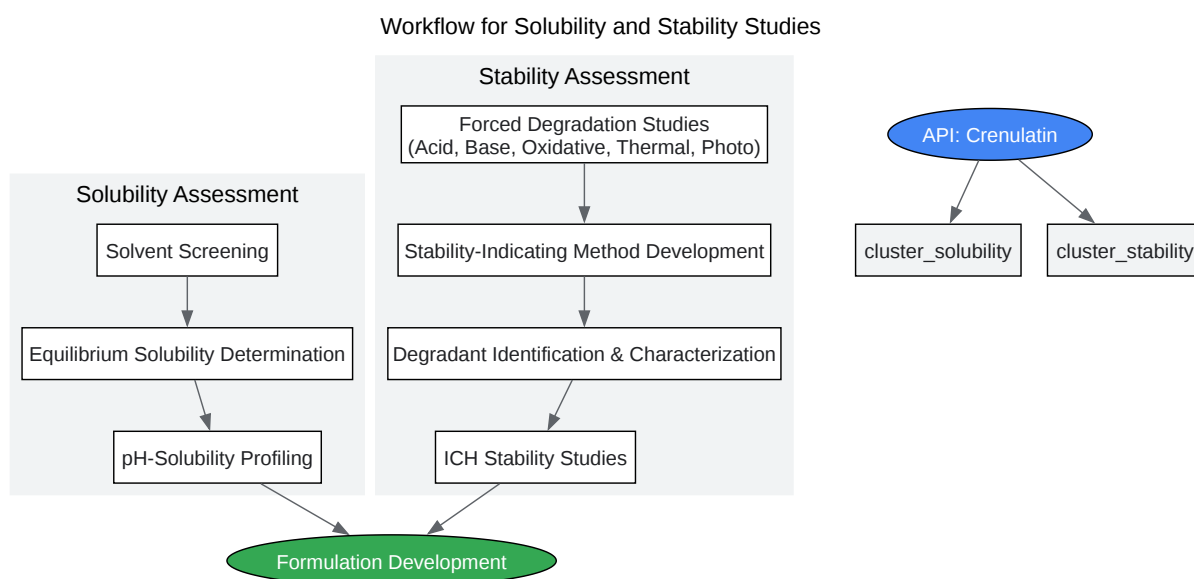 Workflow for Solubility and Stability Studies
Solubility Assessment
Solvent Screening
Equilibrium Solubility Determination
pH-Solubility Profiling
Stability Assessment
Forced Degradation Studies
(Acid, Base, Oxidative, Thermal, Photo)
Stability-Indicating Method Development
Degradant Identification & Characterization
ICH Stability Studies
Formulation Development
API: Crenulatin
cluster_solubility
cluster_stability